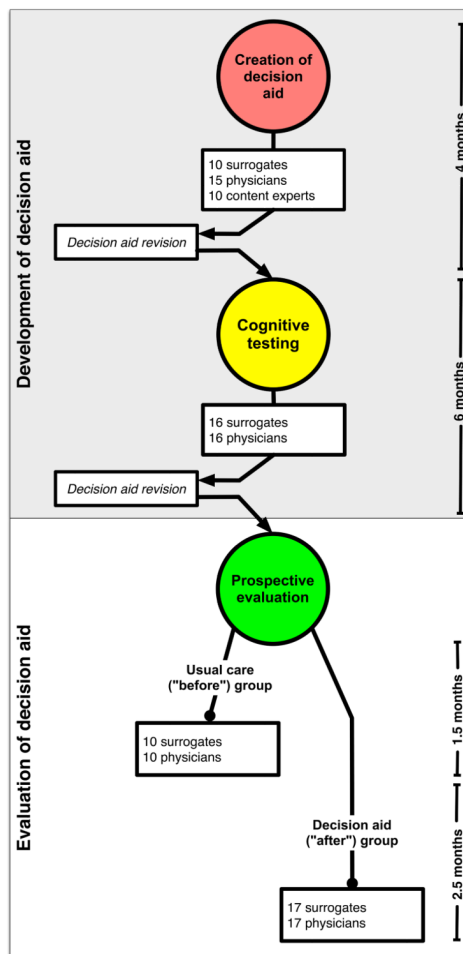 Creation of
decision
aid
10 surrogates
15 physicians
10 content experts
Decision aid revision
4 months
Development of decision aid
Cognitive
testing
16 surrogates
16 physicians
Decision aid revision
6 months
Prospective
evaluation
Evaluation of decision aid
Usual care
("before") group
10 surrogates
10 physicians
1.5 months
Decision aid
("after") group
17 surrogates
17 physicians
2.5 months